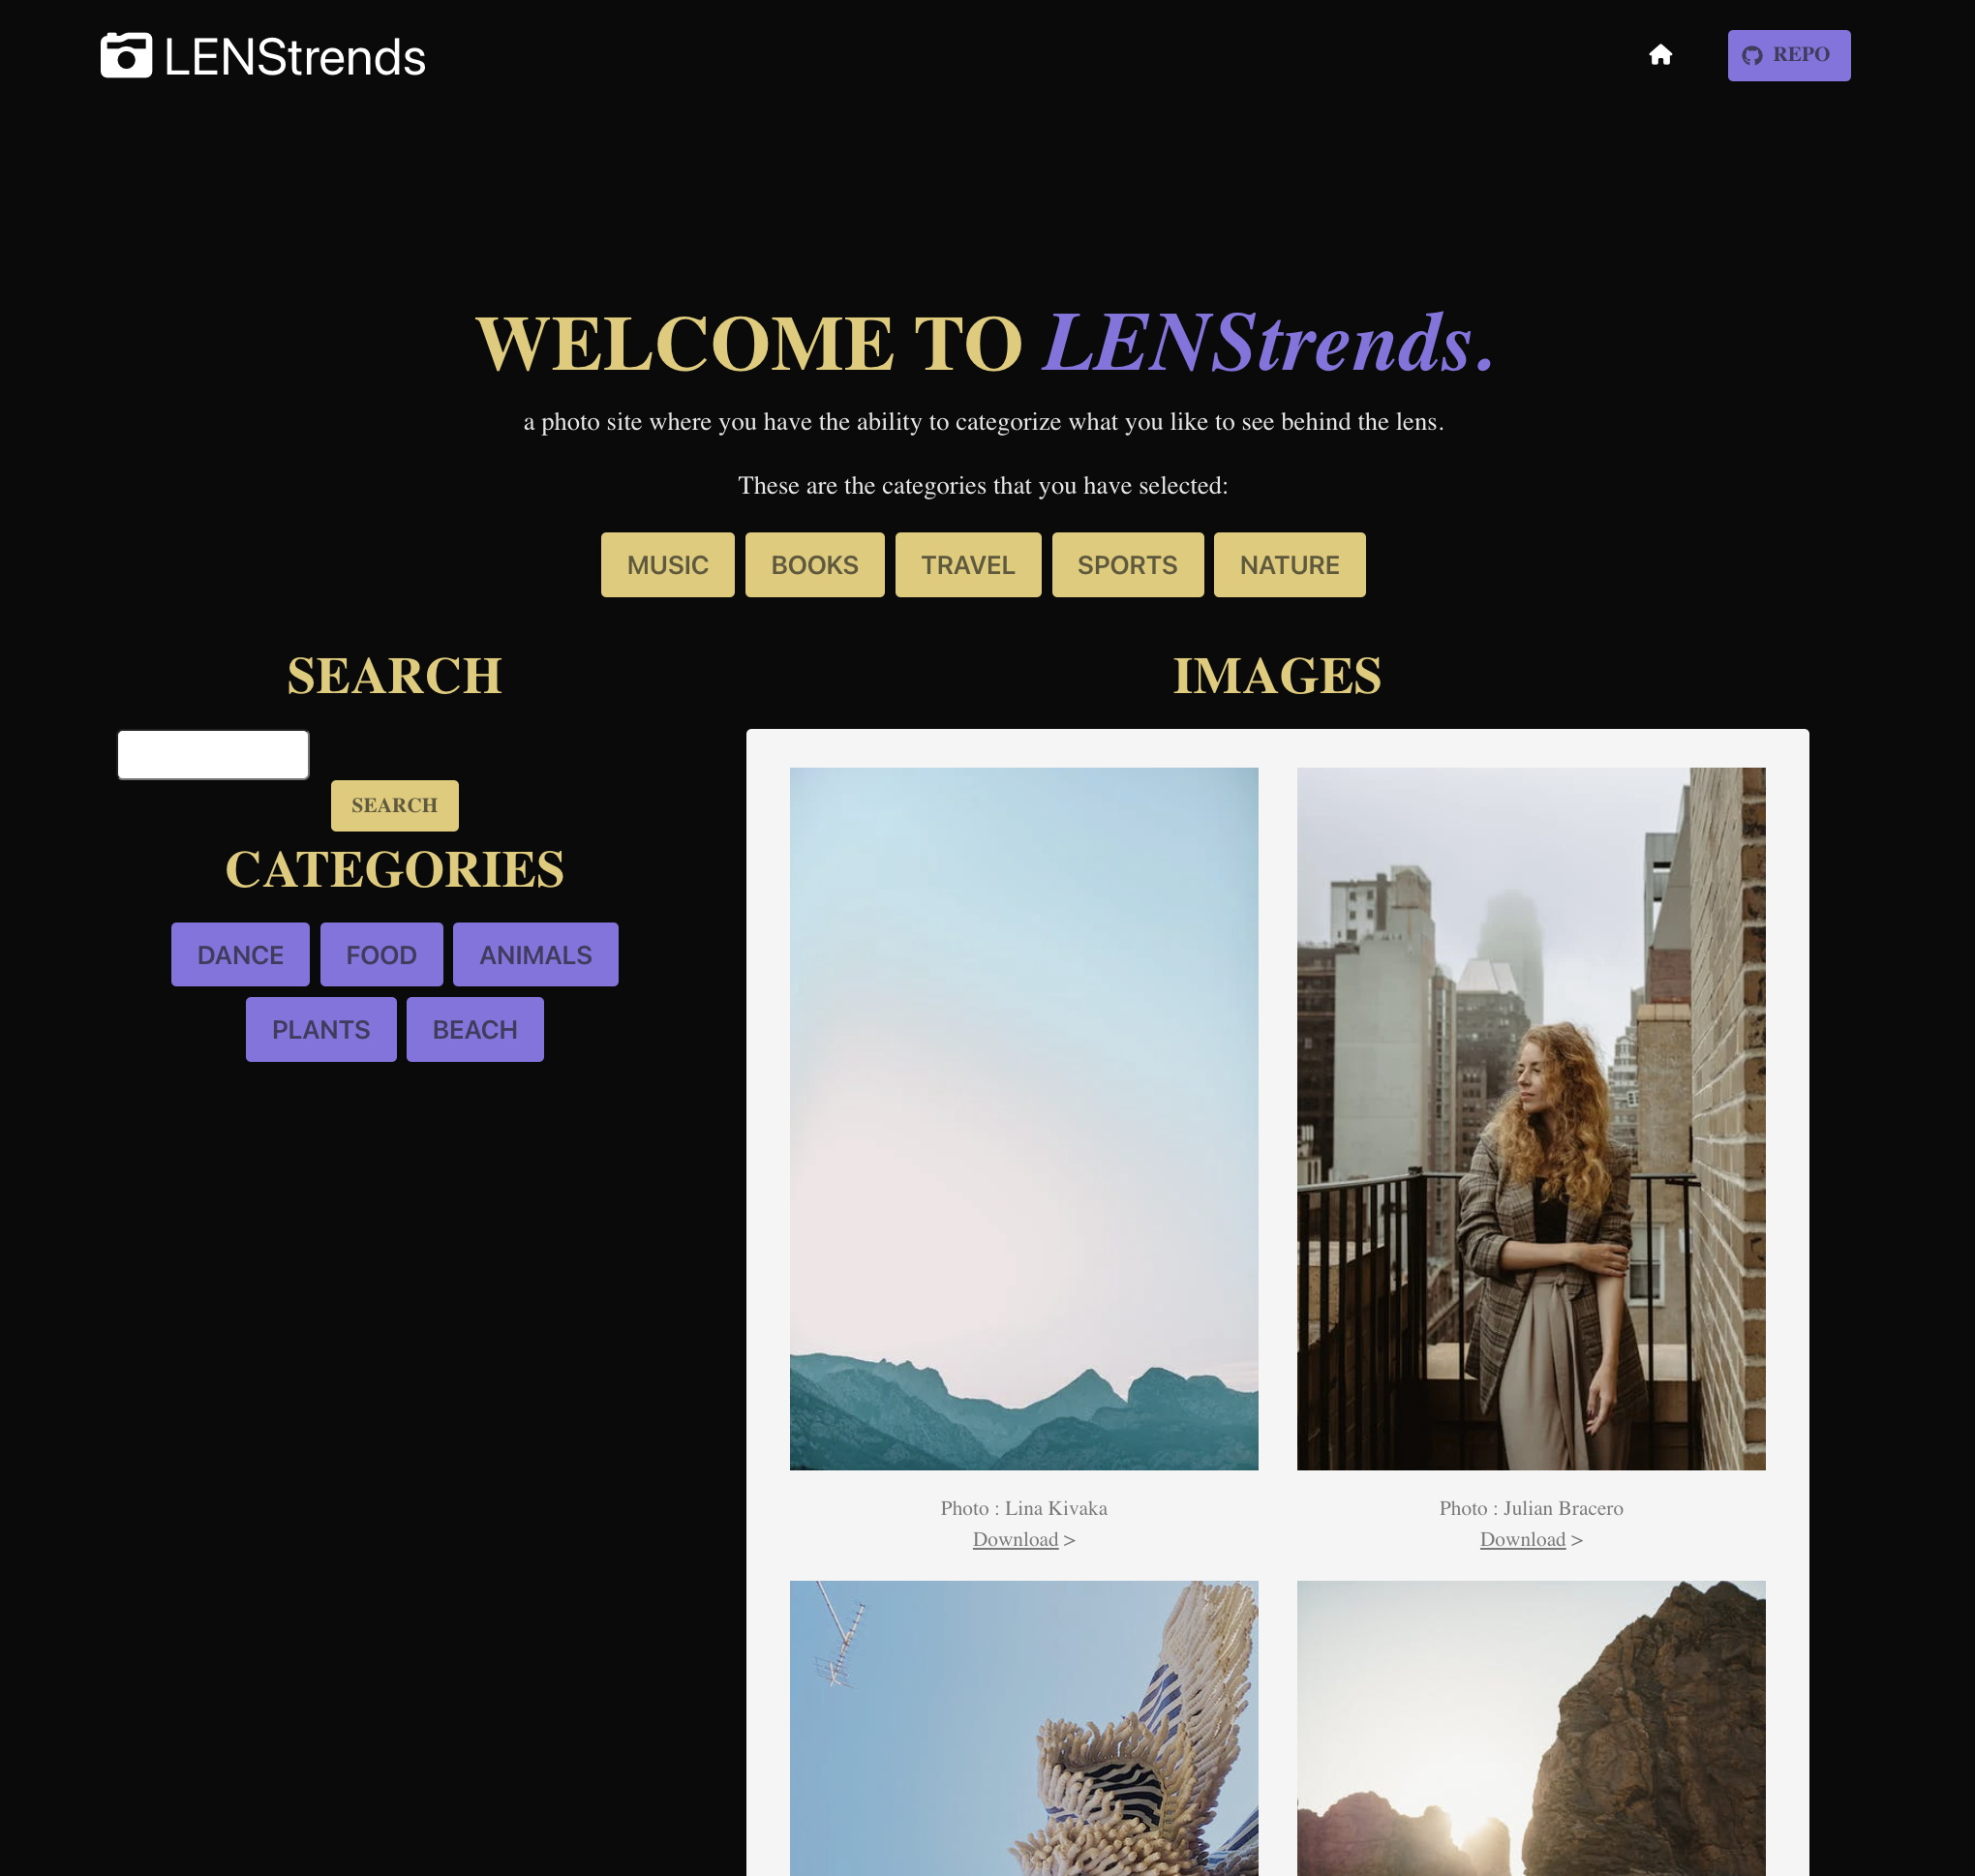 LENStrends
REPO
WELCOME TO LENStrends.
a photo site where you have the ability to categorize what you like to see behind the lens.
These are the categories that you have selected:
MUSIC BOOKS TRAVEL SPORTS NATURE
SEARCH
SEARCH
CATEGORIES
DANCE FOOD ANIMALS
PLANTS BEACH
IMAGES
Photo : Lina Kivaka
Download >
Photo : Julian Bracero
Download >